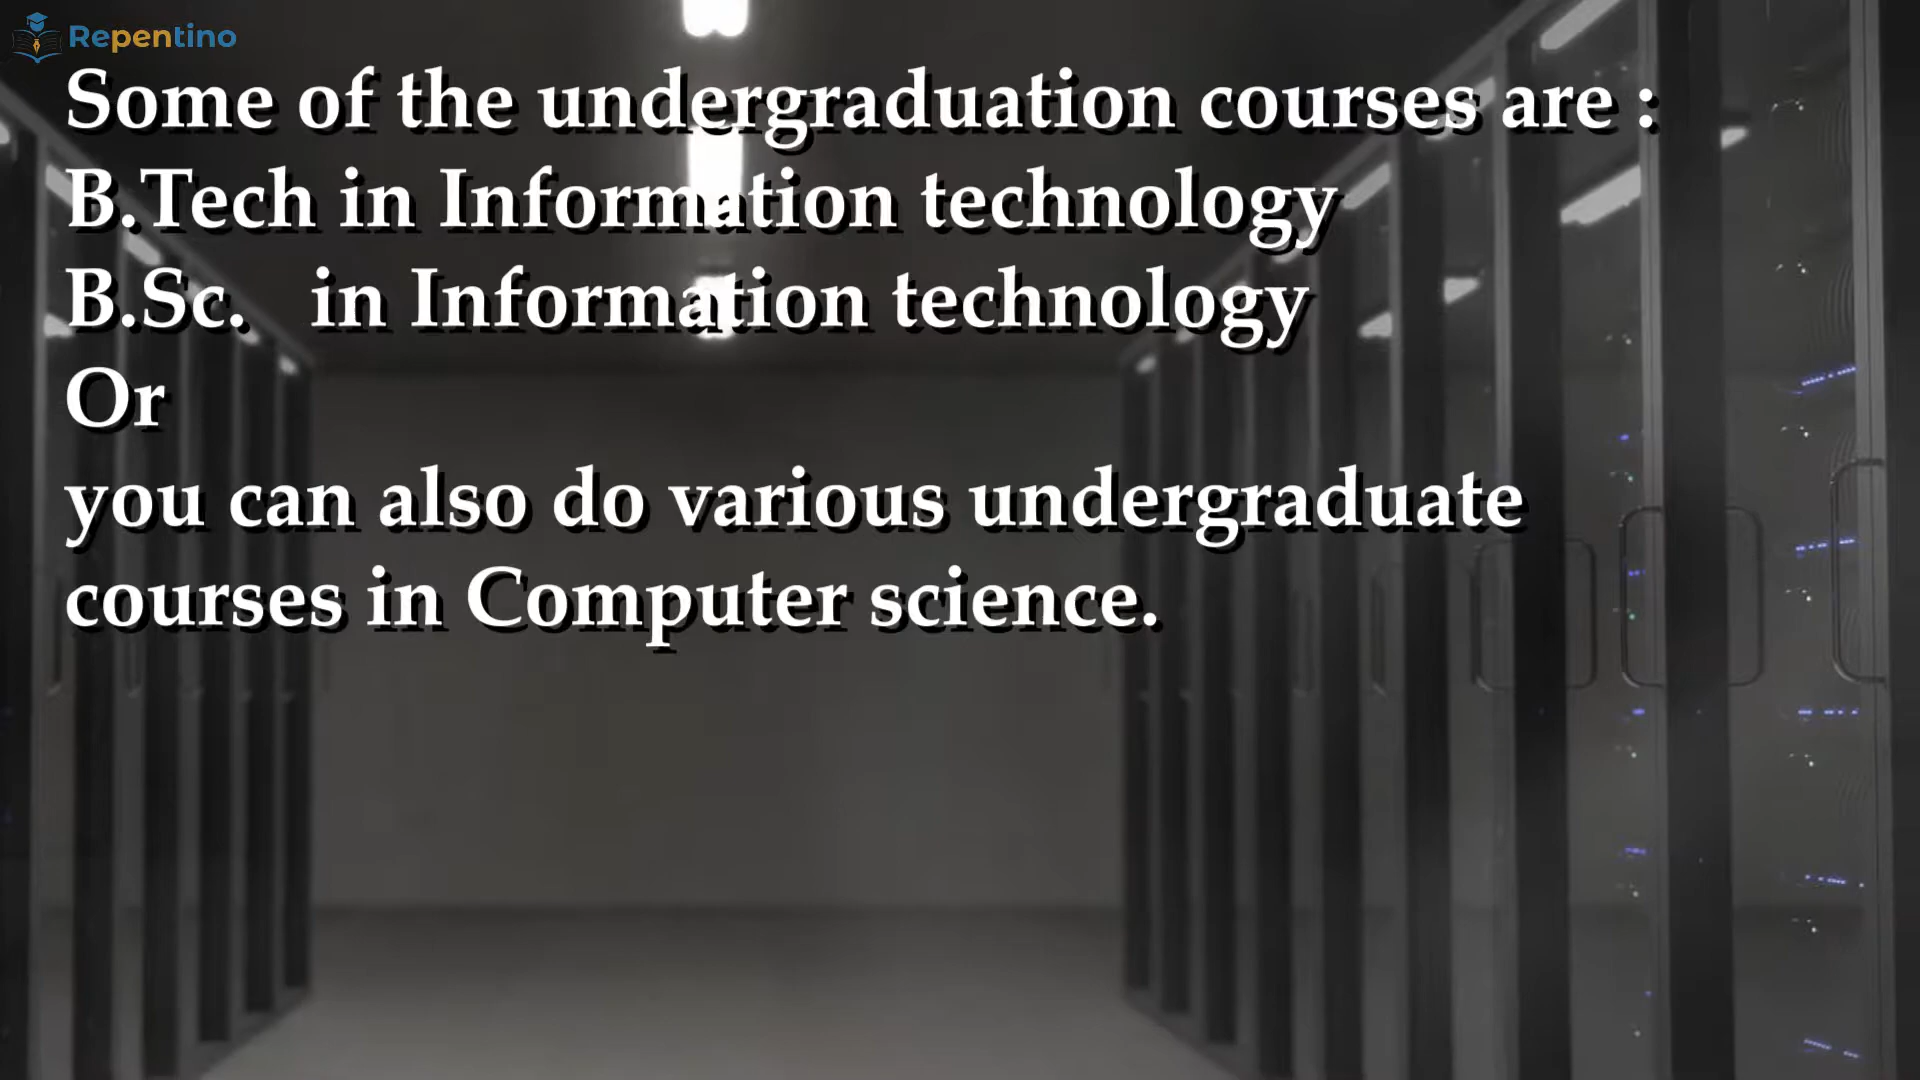 Repentino
Some of the undergraduation courses are :
B.Tech in Information technology
B.Sc. in Information technology
Or
you can also do various undergraduate
courses in Computer science.